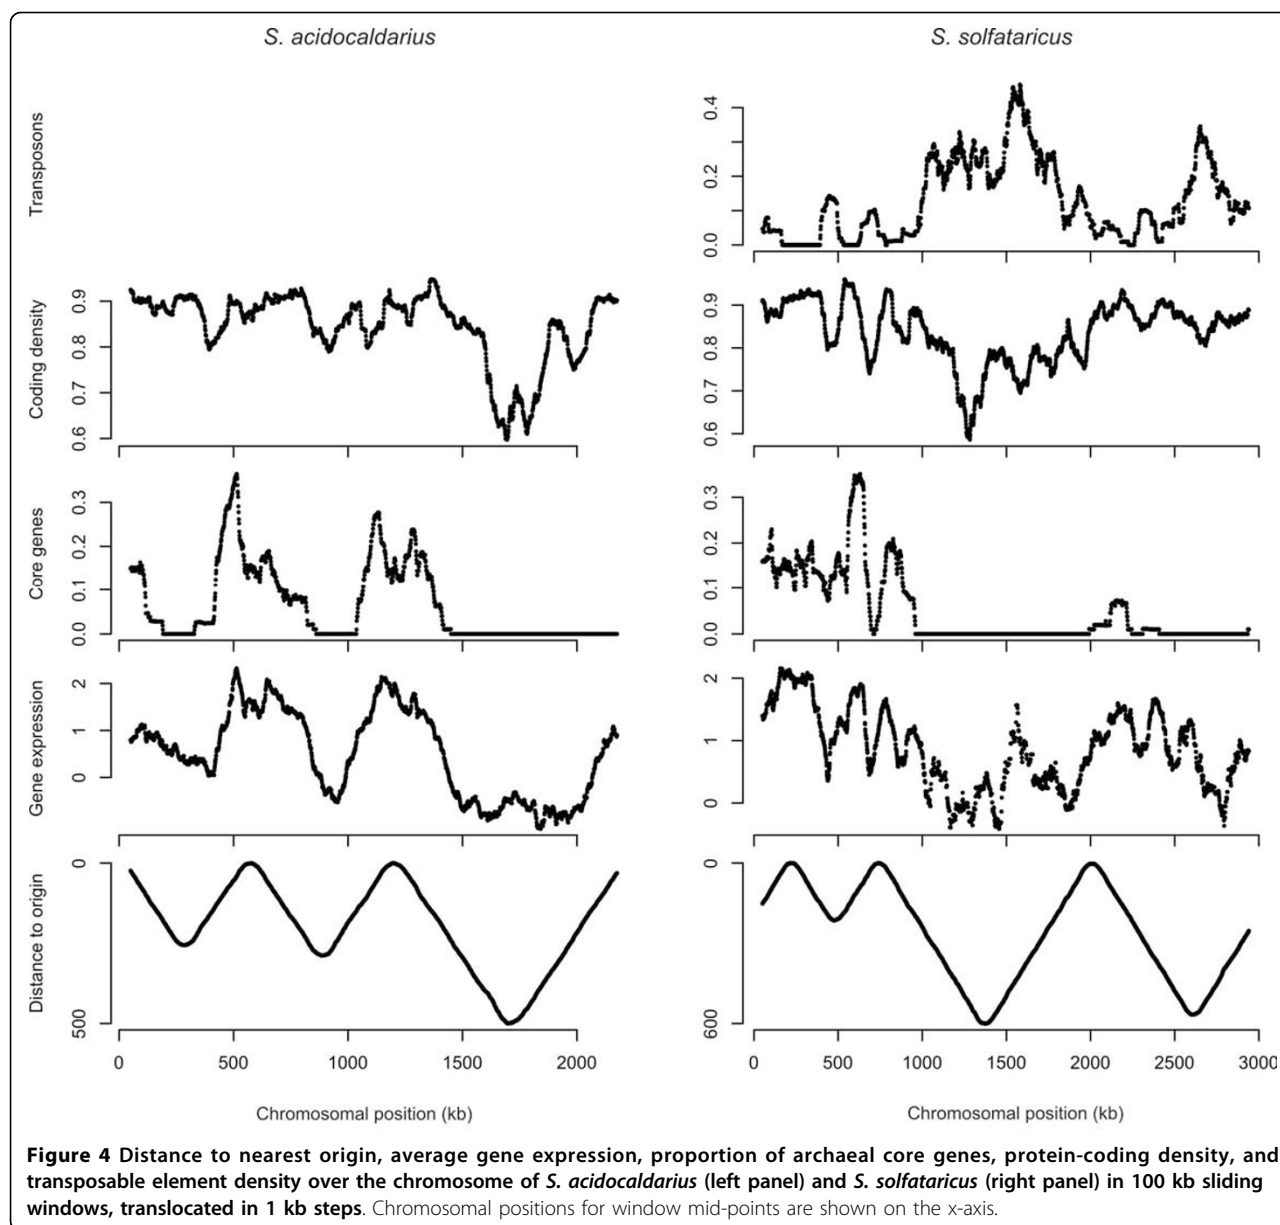 S. acidocaldarius
S. solfataricus
Transposons
0.0 0.2 0.4
Coding density
0.6 0.7 0.8 0.9
0.6 0.7 0.8 0.9
Core genes
0.0 0.1 0.2 0.3
0.0 0.1 0.2 0.3
Gene expression
0 1 2
0 1 2
Distance to origin
500 0
600 0
0 500 1000 1500 2000
0 500 1000 1500 2000 2500 3000
Chromosomal position (kb)
Chromosomal position (kb)
Figure 4 Distance to nearest origin, average gene expression, proportion of archaeal core genes, protein-coding density, and
transposable element density over the chromosome of S. acidocaldarius (left panel) and S. solfataricus (right panel) in 100 kb sliding
windows, translocated in 1 kb steps. Chromosomal positions for window mid-points are shown on the x-axis.